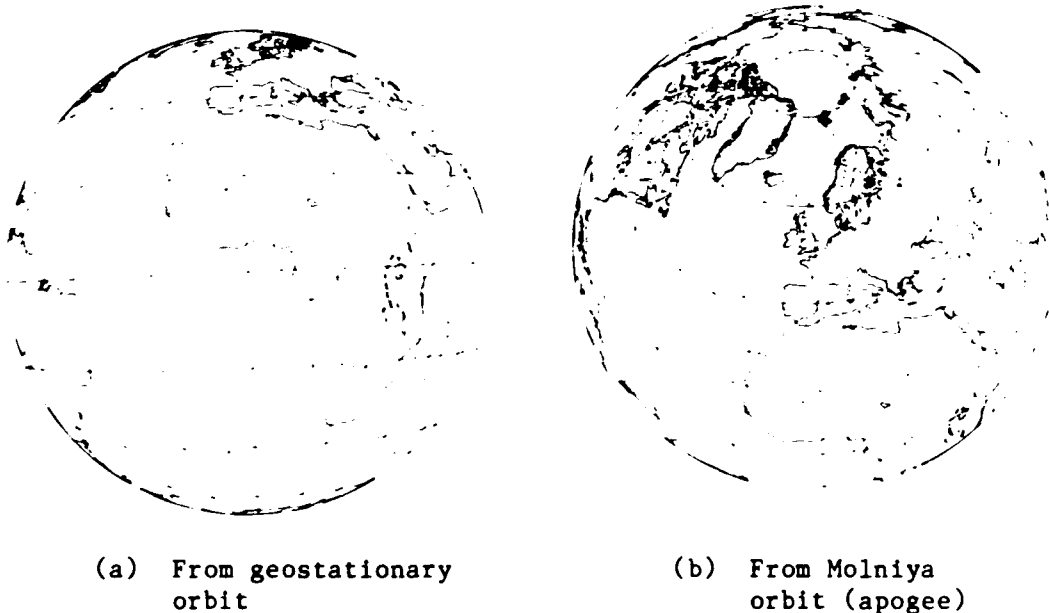 (a) From geostationary
orbit
(b) From Molniya
orbit (apogee)